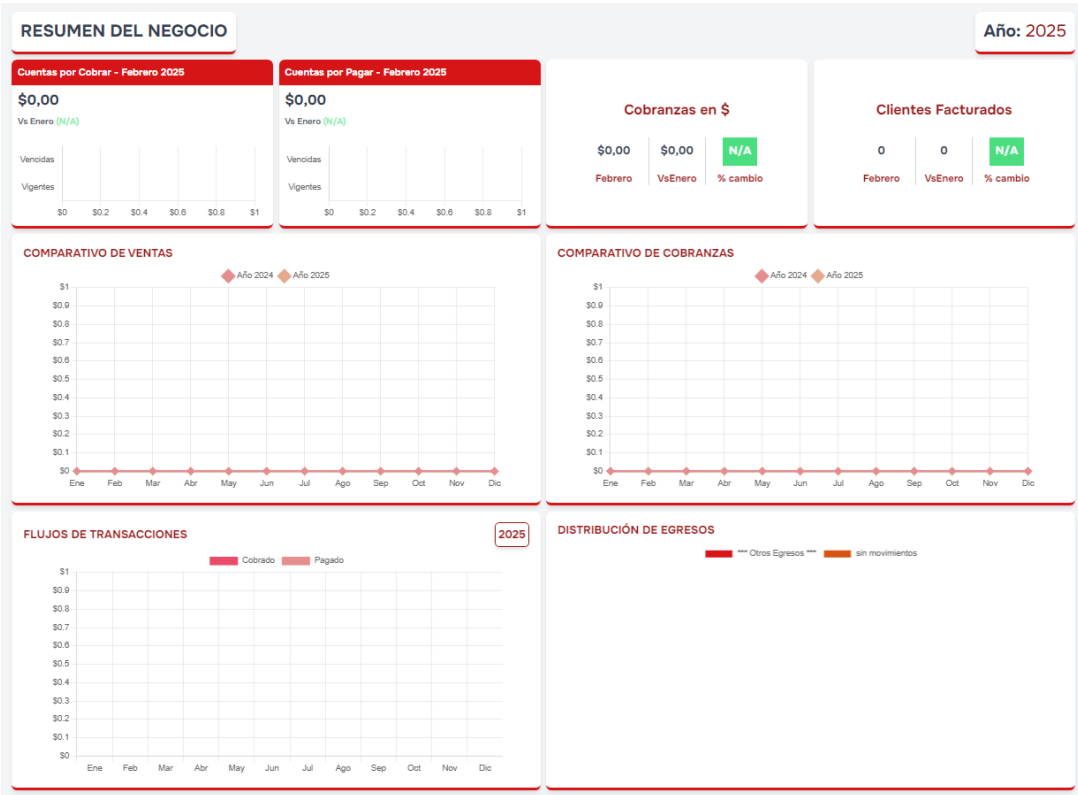 RESUMEN DEL NEGOCIO
Año: 2025
Cuentas por Cobrar - Febrero 2025
$0,00
Vs Enero (N/A)
Vencidas
Vigentes
$0 $0.2 $0.4 $0.6 $0.8 $1
Cuentas por Pagar - Febrero 2025
$0,00
Vs Enero (N/A)
Vencidas
Vigentes
$0 $0.2 $0.4 $0.6 $0.8 $1
Cobranzas en $
$0,00 $0,00 N/A
Febrero VsEnero % cambio
Clientes Facturados
0 0 N/A
Febrero VsEnero % cambio
COMPARATIVO DE VENTAS
Año 2024 Año 2025
$1
$0.9
$0.8
$0.7
$0.6
$0.5
$0.4
$0.3
$0.2
$0.1
$0
Ene Feb Mar Abr May Jun Jul Ago Sep Oct Nov Dic
COMPARATIVO DE COBRANZAS
Año 2024 Año 2025
$1
$0.9
$0.8
$0.7
$0.6
$0.5
$0.4
$0.3
$0.2
$0.1
$0
Ene Feb Mar Abr May Jun Jul Ago Sep Oct Nov Dic
FLUJOS DE TRANSACCIONES
2025
Cobrado Pagado
$1
$0.9
$0.8
$0.7
$0.6
$0.5
$0.4
$0.3
$0.2
$0.1
$0
Ene Feb Mar Abr May Jun Jul Ago Sep Oct Nov Dic
DISTRIBUCIÓN DE EGRESOS
*** Otros Egresos *** sin movimientos